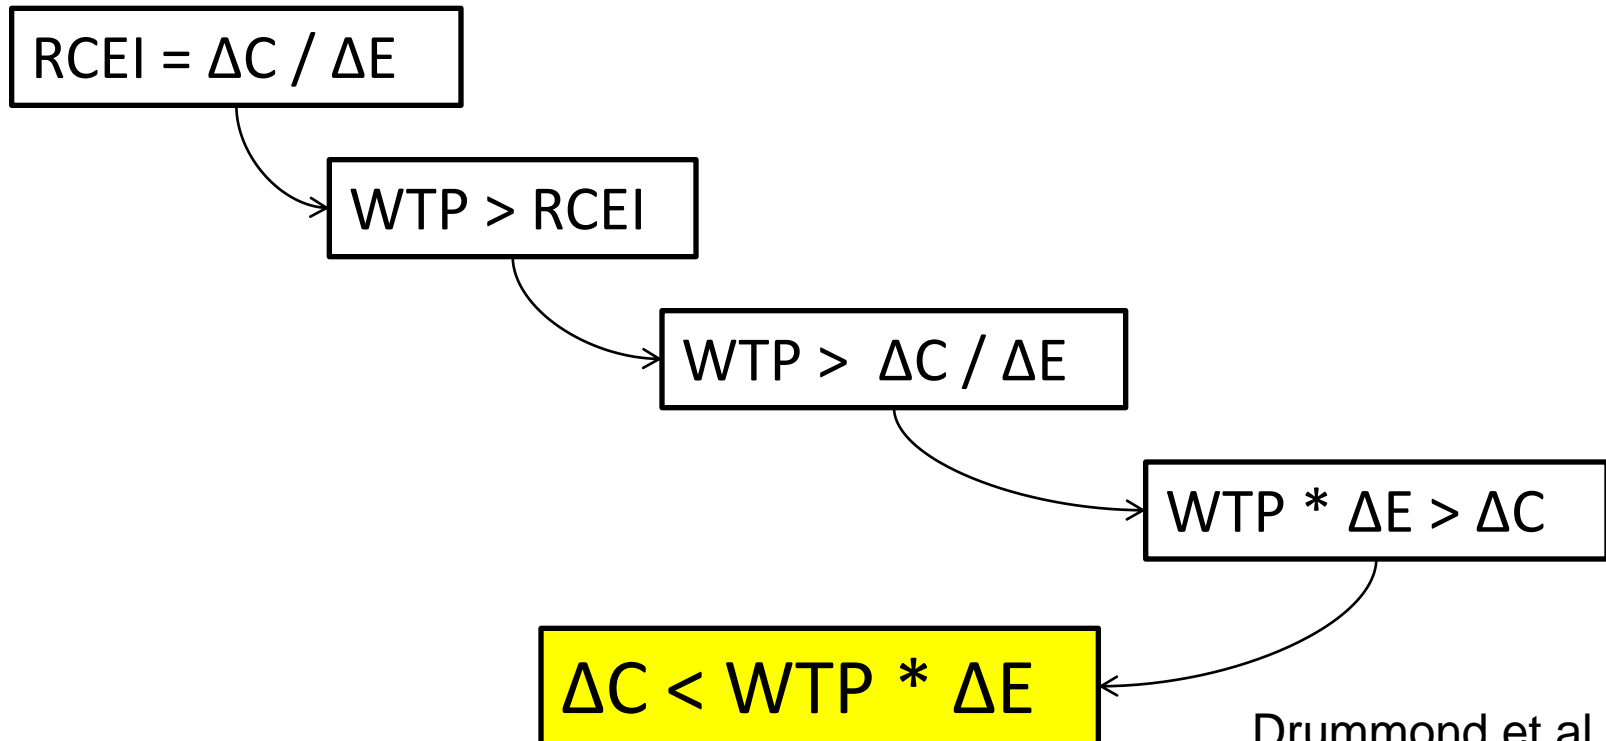 RCEI = ΔC / ΔE
WTP > RCEI
WTP > ΔC / ΔE
WTP * ΔE > ΔC
ΔC < WTP * ΔE
Drummond et al